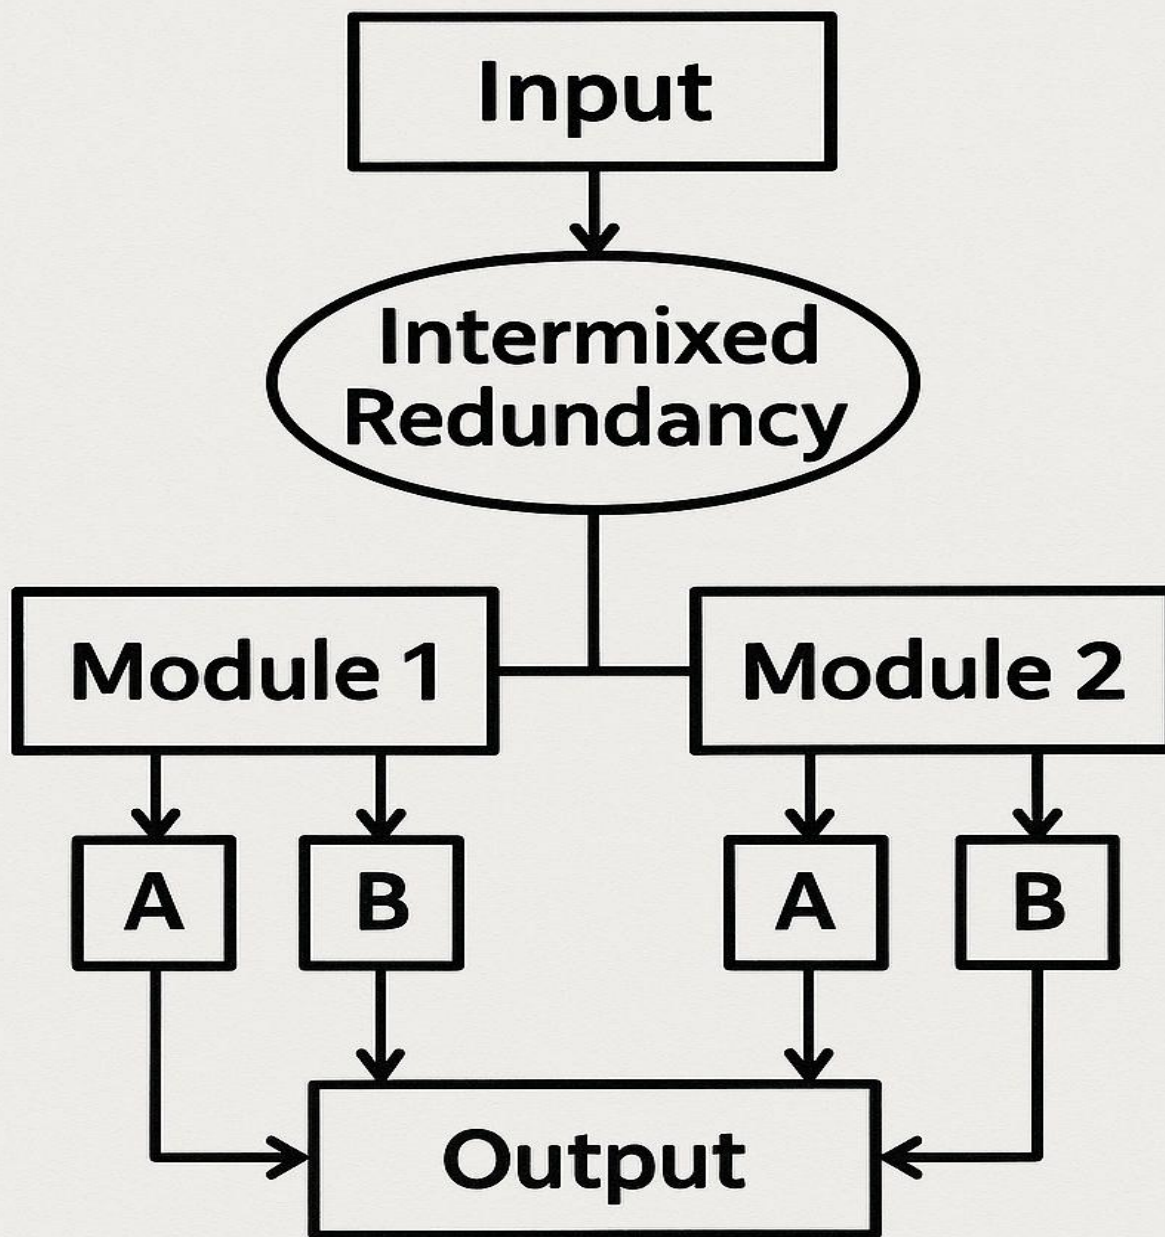 Input
Intermixed
Redundancy
Module 1
Module 2
A
B
A
B
Output